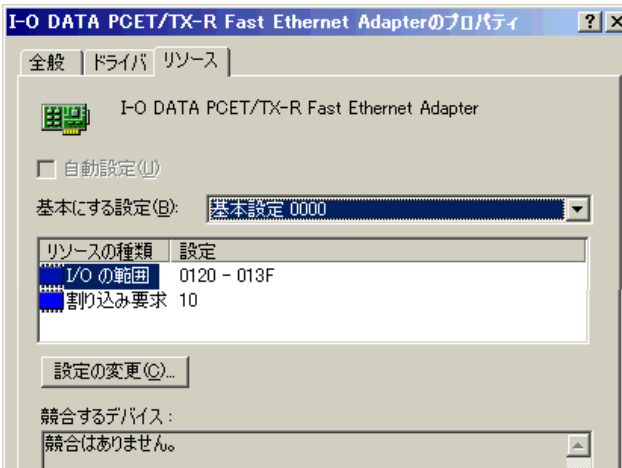 I-O DATA PCET/TX-R Fast Ethernet Adapterのプロパティ
全般 ドライバ リソース
I-O DATA PCET/TX-R Fast Ethernet Adapter
自動設定(U)
基本にする設定(B): 基本設定 0000
リソースの種類 設定
I/O の範囲 0120 - 013F
割り込み要求 10
設定の変更(C)...
競合するデバイス:
競合はありません。